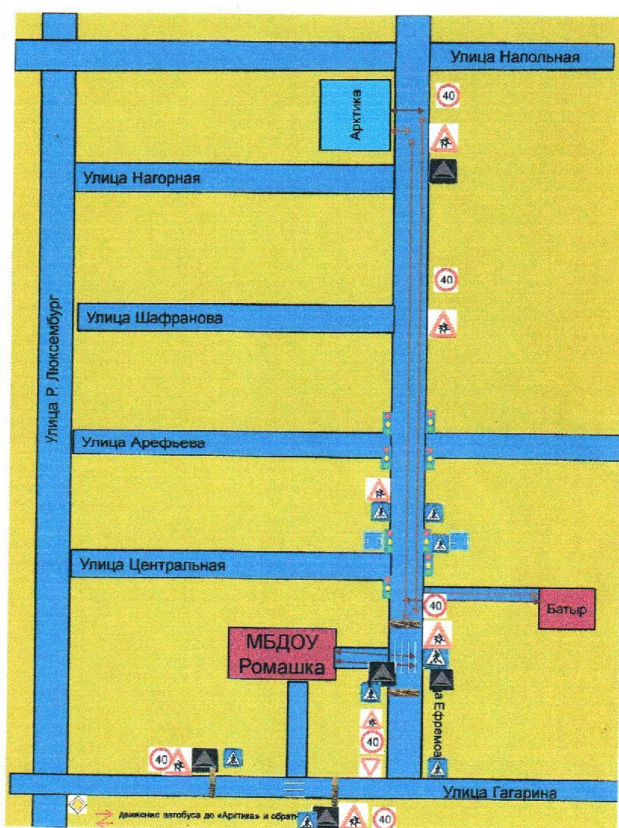 Улица Напольная
40
Арктика
Улица Нагорная
40
Улица Шафранова
Улица Р. Люксембург
Улица Арефьева
Улица Центральная
40
Батыр
МБДОУ
Ромашка
40
40
Улица Гагарина
движение автобуса до «Арктика» и обратн
40